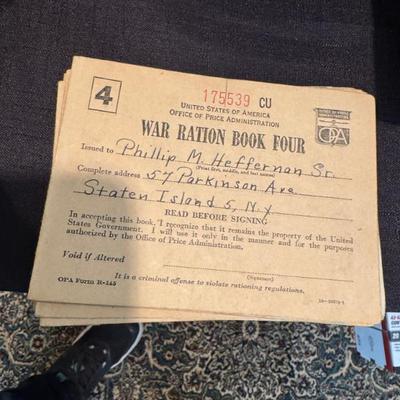 4
175539 CU
UNITED STATES OF AMERICA
OFFICE OF PRICE ADMINISTRATION
OPA
WAR RATION BOOK FOUR
Issued to Phillip M. Heffernan Sr.
(Print first, middle, and last names)
Complete address 57 Parkinson Ave
Staten Island 5, N.Y
READ BEFORE SIGNING
In accepting this book, I recognize that it remains the property of the United
States Government. I will use it only in the manner and for the purposes
authorized by the Office of Price Administration.
Void if Altered
(Signature)
It is a criminal offense to violate rationing regulations.
OPA Form R-145